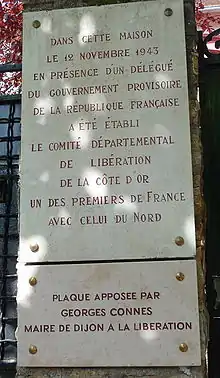 DANS CETTE MAISON
LE 12 NOVEMBRE 1943
EN PRÉSENCE D'UN DÉLÉGUÉ
DU GOUVERNEMENT PROVISOIRE
DE LA RÉPUBLIQUE FRANÇAISE
A ÉTÉ ÉTABLI
LE COMITÉ DÉPARTEMENTAL
DE LIBÉRATION
DE LA CÔTE D'OR
UN DES PREMIERS DE FRANCE
AVEC CELUI DU NORD
PLAQUE APPOSEE PAR
GEORGES CONNES
MAIRE DE DIJON A LA LIBERATION